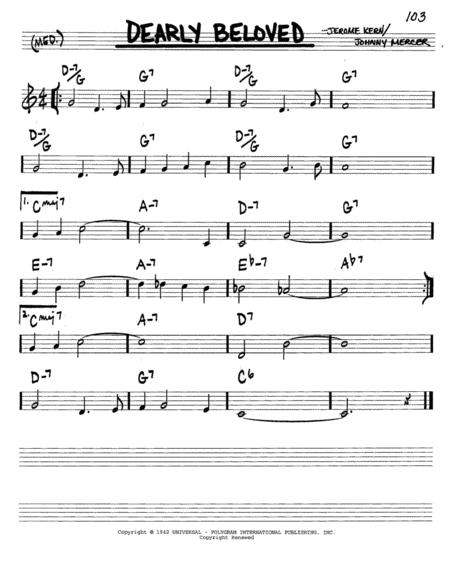 103
(MED.) DEARLY BELOVED -JEROME KERN/
JOHNNY MERCER
D-7/G G7 D-7/G G7
D-7/G G7 D-7/G G7
1. Cmaj7 A-7 D-7 G7
E-7 A-7 Eb-7 Ab7
2. Cmaj7 A-7 D7
D-7 G7 C6
Copyright © 1942 UNIVERSAL - POLYGRAM INTERNATIONAL PUBLISHING, INC.
Copyright Renewed